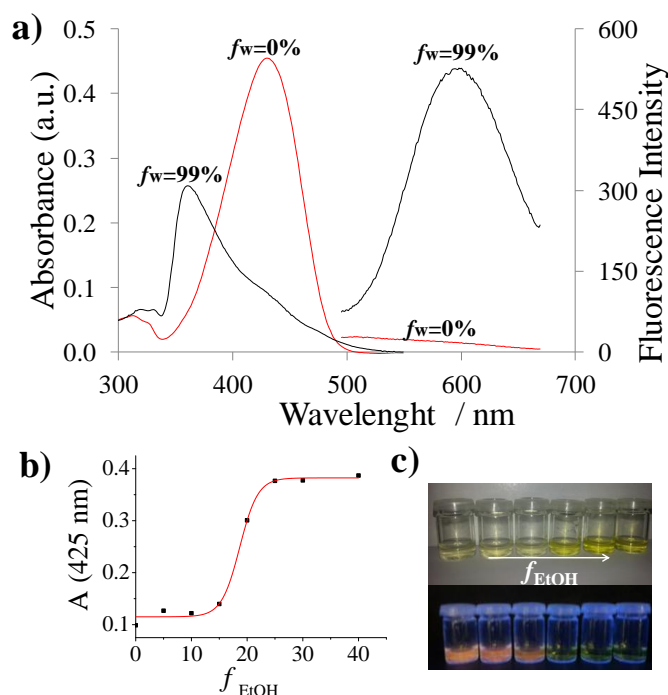 a)
0.5
0.4
0.3
0.2
0.1
0.0
Absorbance (a.u.)
fw=0%
fw=99%
fw=99%
fw=0%
600
450
300
150
0
Fluorescence Intensity
300 400 500 600 700
Wavelenght / nm
b)
0.4
0.3
0.2
0.1
A (425 nm)
0 10 20 30 40
f EtOH
c)
fEtOH